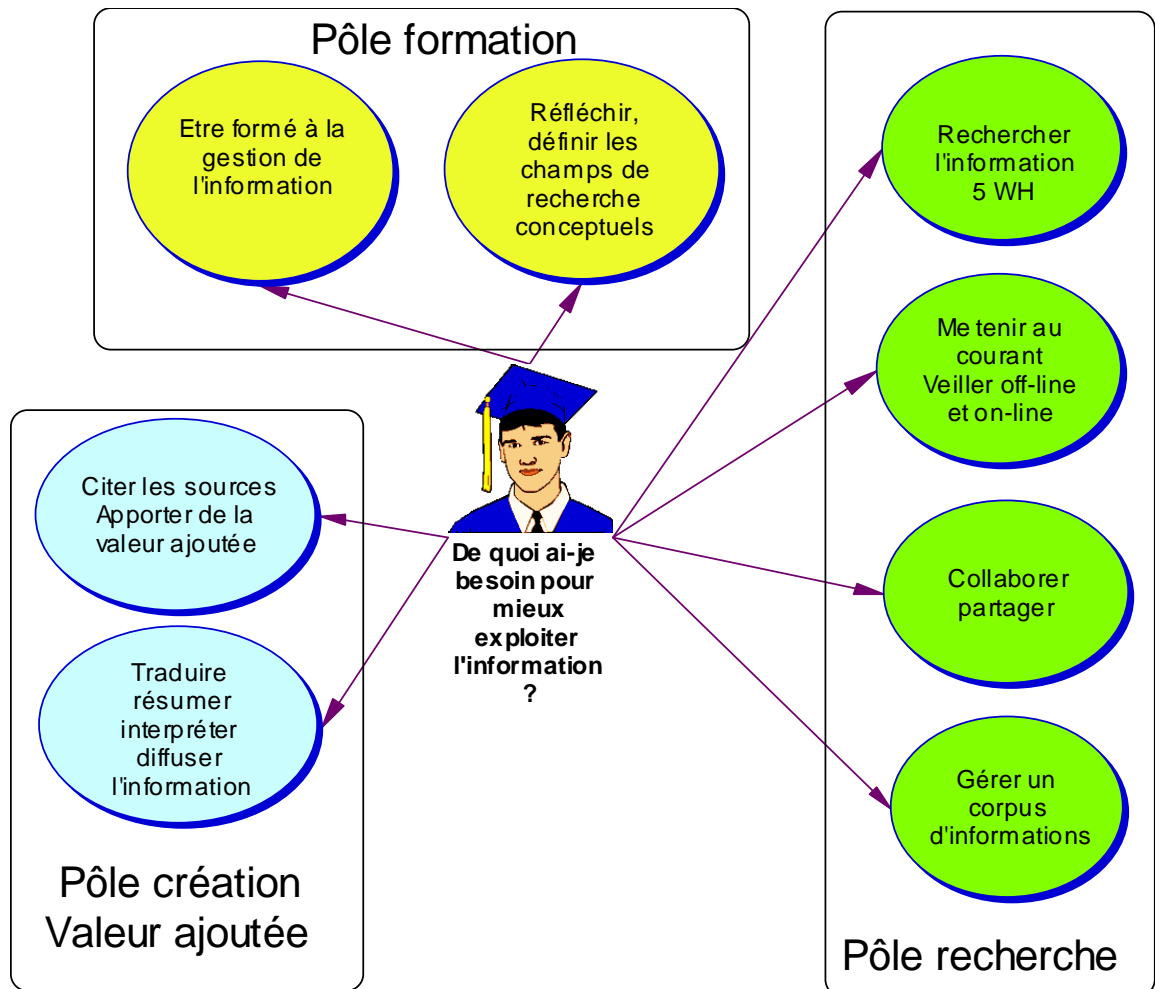 Pôle formation
Etre formé à la
gestion de
l'information
Réfléchir,
définir les
champs de
recherche
conceptuels
Rechercher
l'information
5 WH
Me tenir au
courant
Veiller off-line
et on-line
Collaborer
partager
Gérer un
corpus
d'informations
Pôle recherche
De quoi ai-je
besoin pour
mieux
exploiter
l'information
?
Citer les sources
Apporter de la
valeur ajoutée
Traduire
résumer
interpréter
diffuser
l'information
Pôle création
Valeur ajoutée